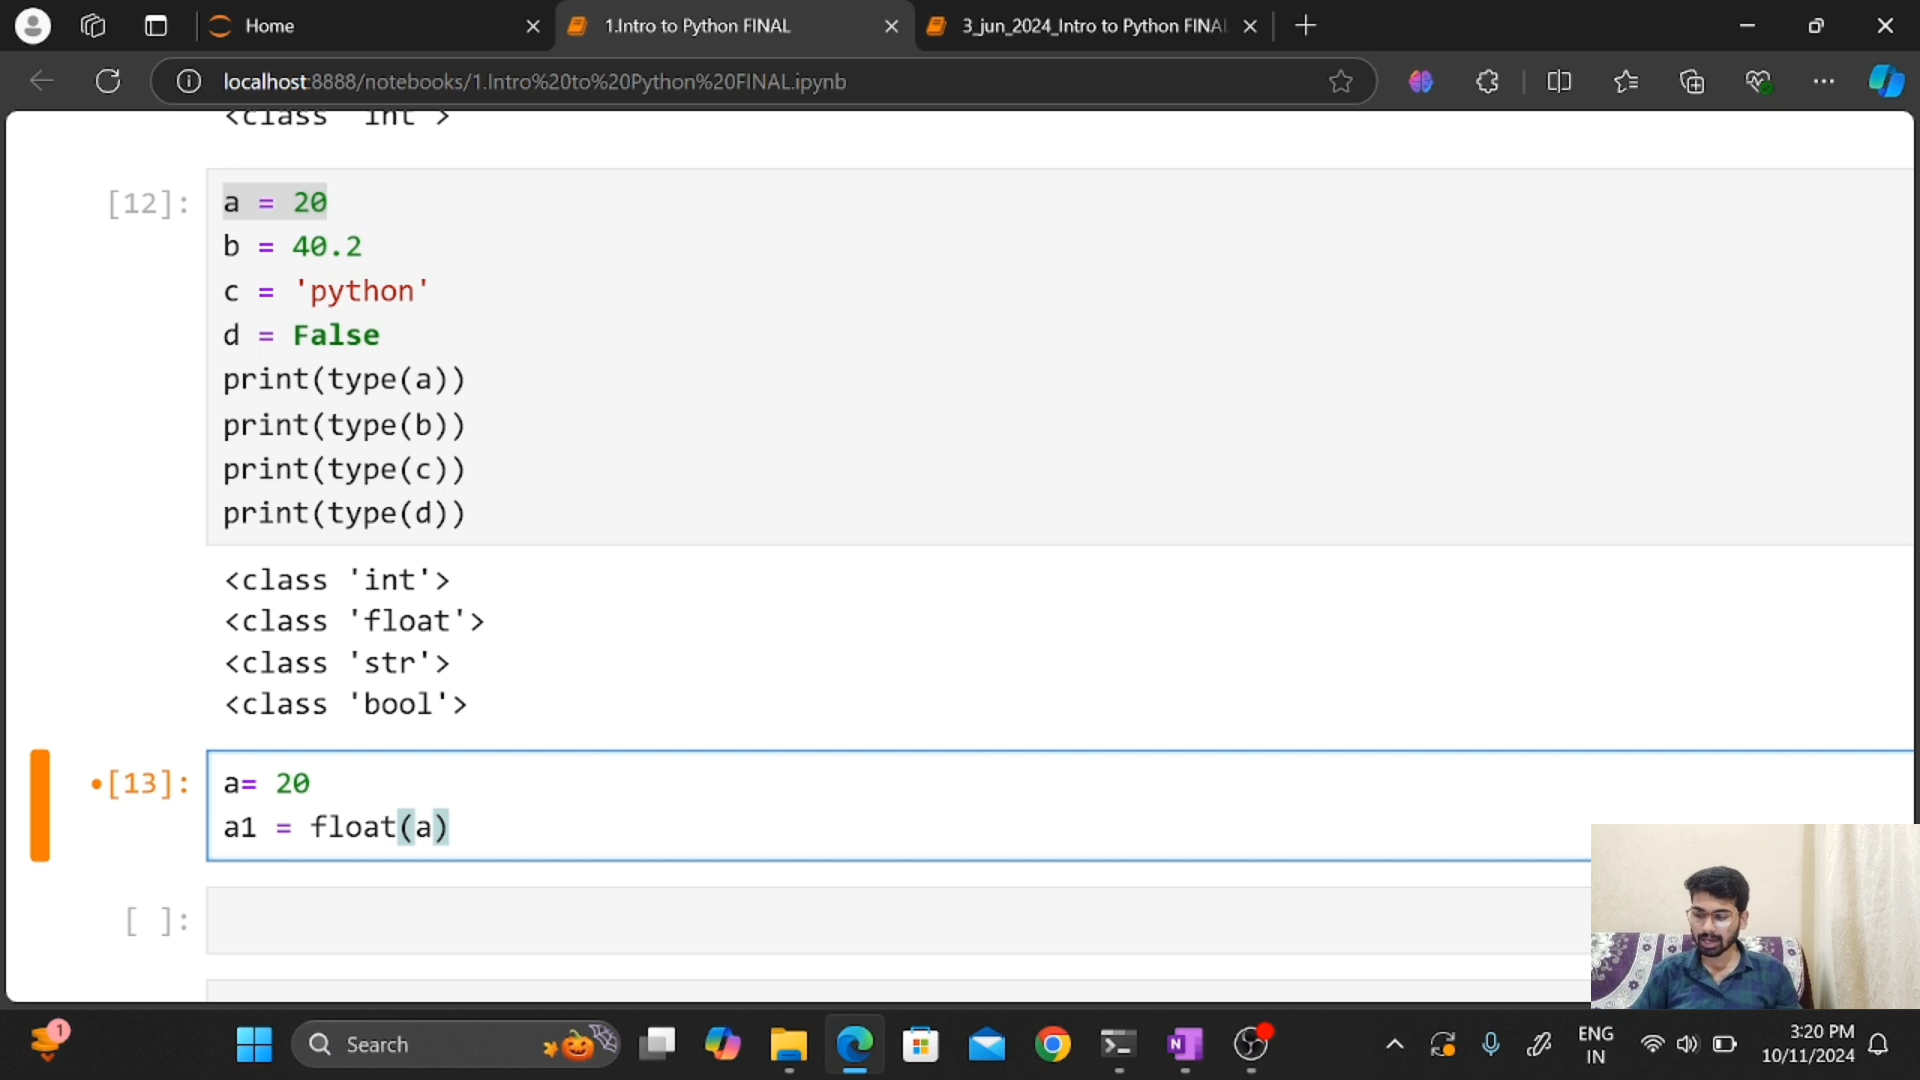 Home
1.Intro to Python FINAL
3_jun_2024_Intro to Python FINAL
localhost:8888/notebooks/1.Intro%20to%20Python%20FINAL.ipynb
<class 'int'>
[12]:
a = 20
b = 40.2
c = 'python'
d = False
print(type(a))
print(type(b))
print(type(c))
print(type(d))
<class 'int'>
<class 'float'>
<class 'str'>
<class 'bool'>
•[13]:
a= 20
a1 = float(a)
[ ]:
1
Search
N
ENG
IN
3:20 PM
10/11/2024